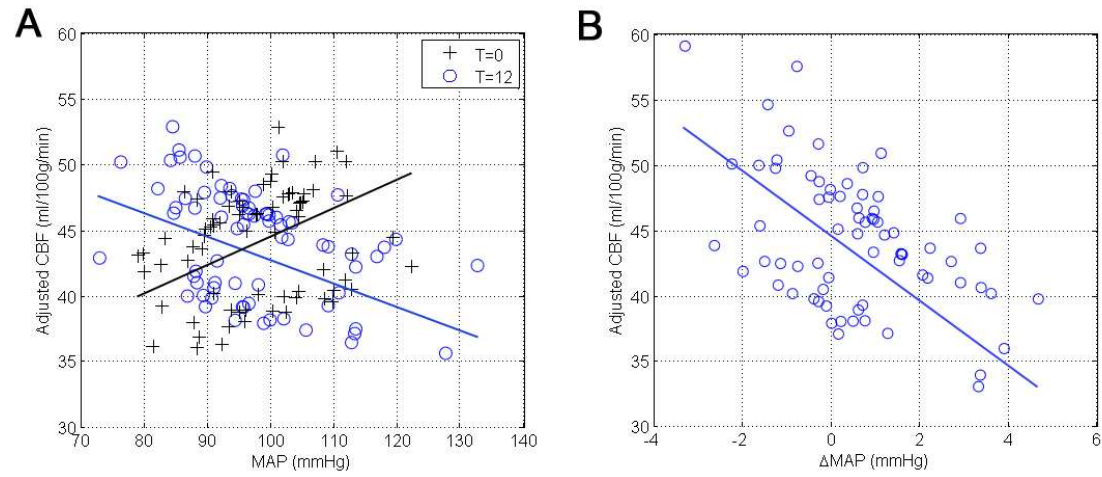 A
60
55
50
45
40
35
30
Adjusted CBF (ml/100g/min)
T=0
T=12
70 80 90 100 110 120 130 140
MAP (mmHg)
B
60
55
50
45
40
35
30
Adjusted CBF (ml/100g/min)
-4 -2 0 2 4 6
ΔMAP (mmHg)